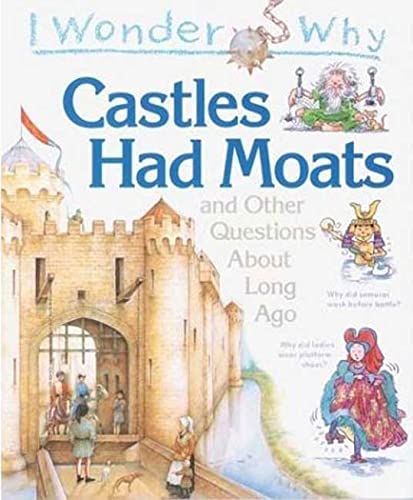 I Wonder Why
Castles
Had Moats
and Other
Questions
About
Long
Ago
Why did samurai
wash before battle?
Why did ladies
wear platform
shoes?